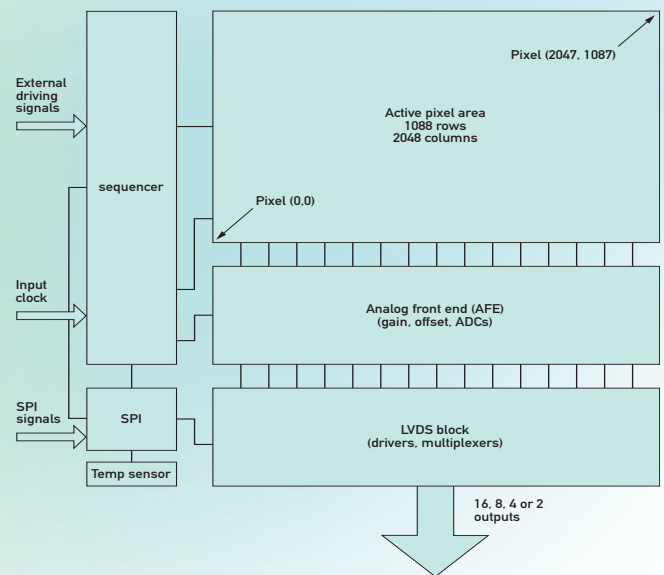 Pixel (2047, 1087)
External
driving
signals
Active pixel area
1088 rows
2048 columns
sequencer
Pixel (0,0)
Input
clock
Analog front end (AFE)
(gain, offset, ADCs)
SPI
signals
SPI
LVDS block
(drivers, multiplexers)
Temp sensor
16, 8, 4 or 2
outputs